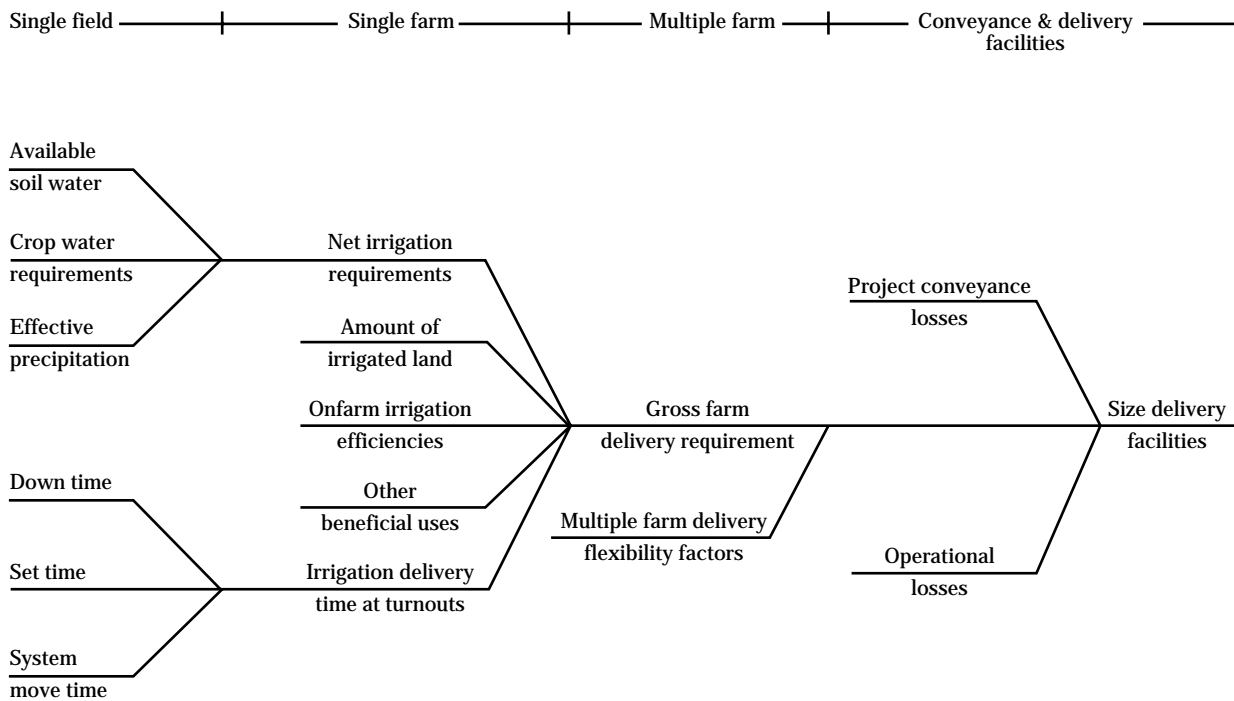 Single field
Single farm
Multiple farm
Conveyance & delivery
facilities
Available
soil water
Crop water
requirements
Effective
precipitation
Down time
Set time
System
move time
Net irrigation
requirements
Amount of
irrigated land
Onfarm irrigation
efficiencies
Other
beneficial uses
Irrigation delivery
time at turnouts
Gross farm
delivery requirement
Multiple farm delivery
flexibility factors
Project conveyance
losses
Operational
losses
Size delivery
facilities